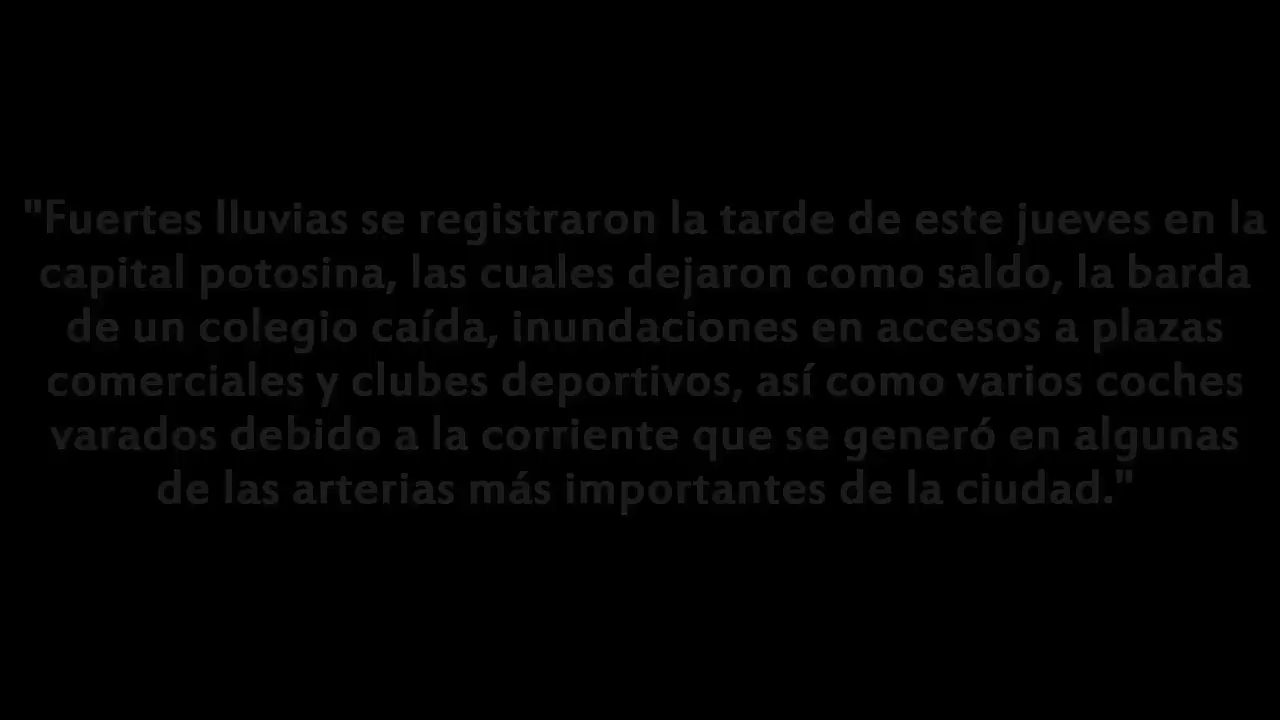 "Fuertes lluvias se registraron la tarde de este jueves en la
capital potosina, las cuales dejaron como saldo, la barda
de un colegio caída, inundaciones en accesos a plazas
comerciales y clubes deportivos, así como varios coches
varados debido a la corriente que se generó en algunas
de las arterias más importantes de la ciudad."